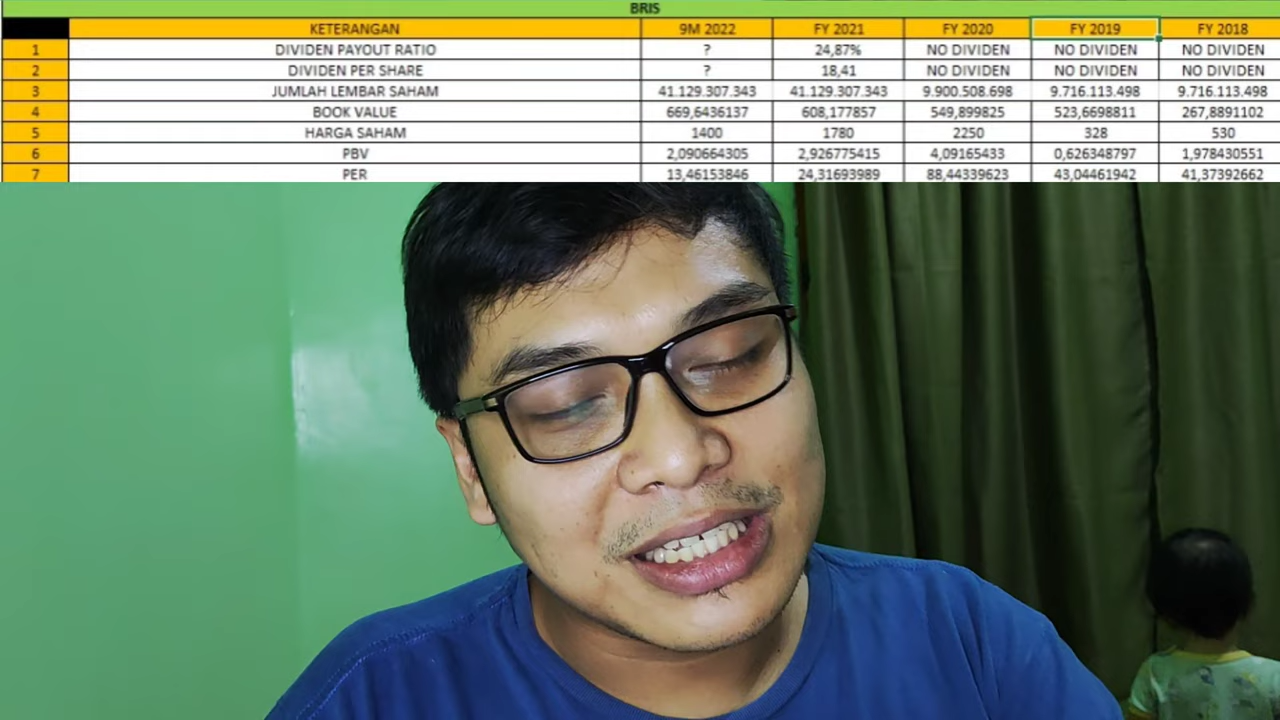 BRIS
KETERANGAN 9M 2022 FY 2021 FY 2020 FY 2019 FY 2018
1 DIVIDEN PAYOUT RATIO ? 24,87% NO DIVIDEN NO DIVIDEN NO DIVIDEN
2 DIVIDEN PER SHARE ? 18,41 NO DIVIDEN NO DIVIDEN NO DIVIDEN
3 JUMLAH LEMBAR SAHAM 41.129.307.343 41.129.307.343 9.900.508.698 9.716.113.498 9.716.113.498
4 BOOK VALUE 669,6436137 608,177857 549,899825 523,6698811 267,8891102
5 HARGA SAHAM 1400 1780 2250 328 530
6 PBV 2,090664305 2,926775415 4,09165433 0,626348797 1,978430551
7 PER 13,46153846 24,31693989 88,44339623 43,04461942 41,37392662